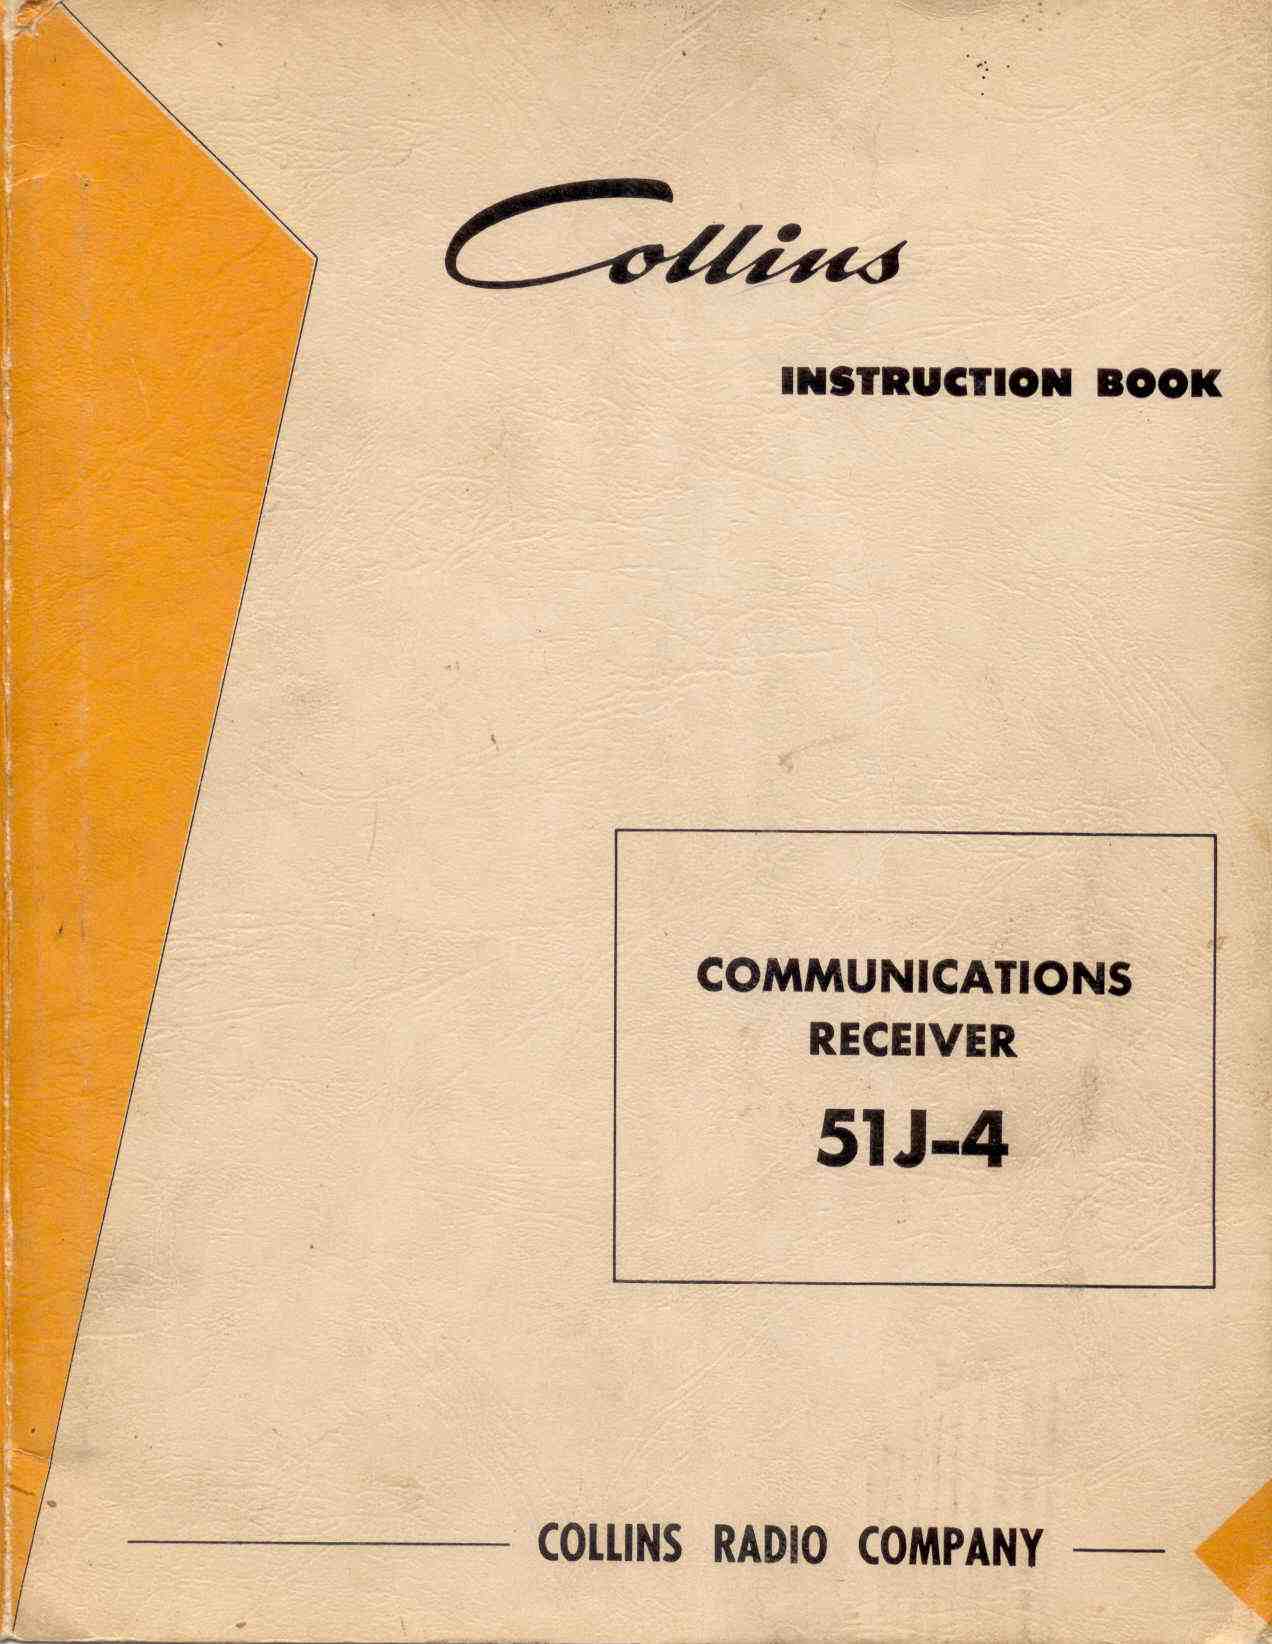 Collins
INSTRUCTION BOOK
COMMUNICATIONS
RECEIVER
51J-4
COLLINS RADIO COMPANY